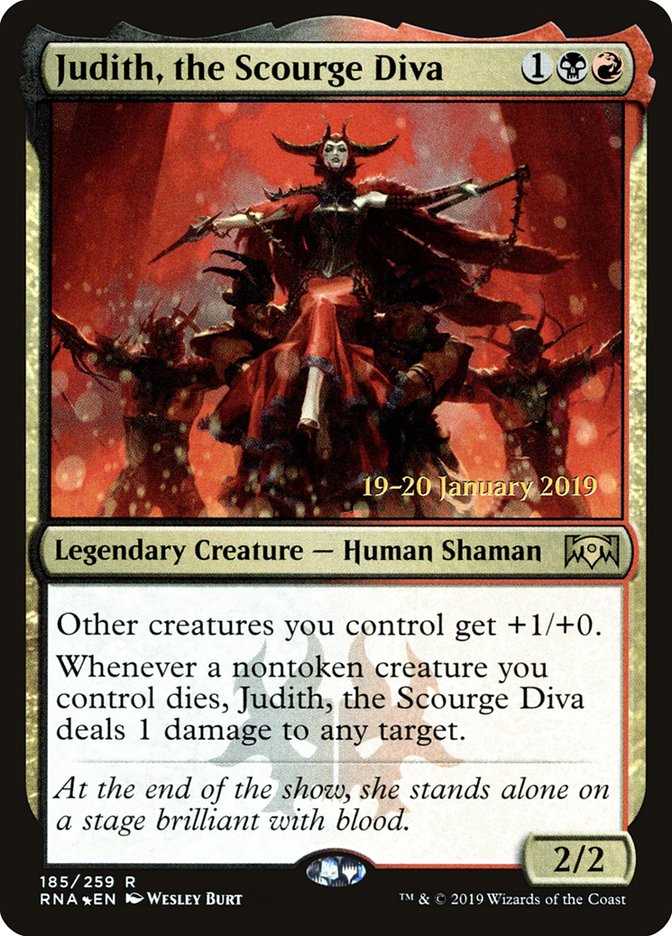 Judith, the Scourge Diva 1
19–20 January 2019
Legendary Creature — Human Shaman
Other creatures you control get +1/+0.
Whenever a nontoken creature you
control dies, Judith, the Scourge Diva
deals 1 damage to any target.
At the end of the show, she stands alone on
a stage brilliant with blood.
2/2
185/259 R
RNA★EN Wesley Burt
™ & © 2019 Wizards of the Coast